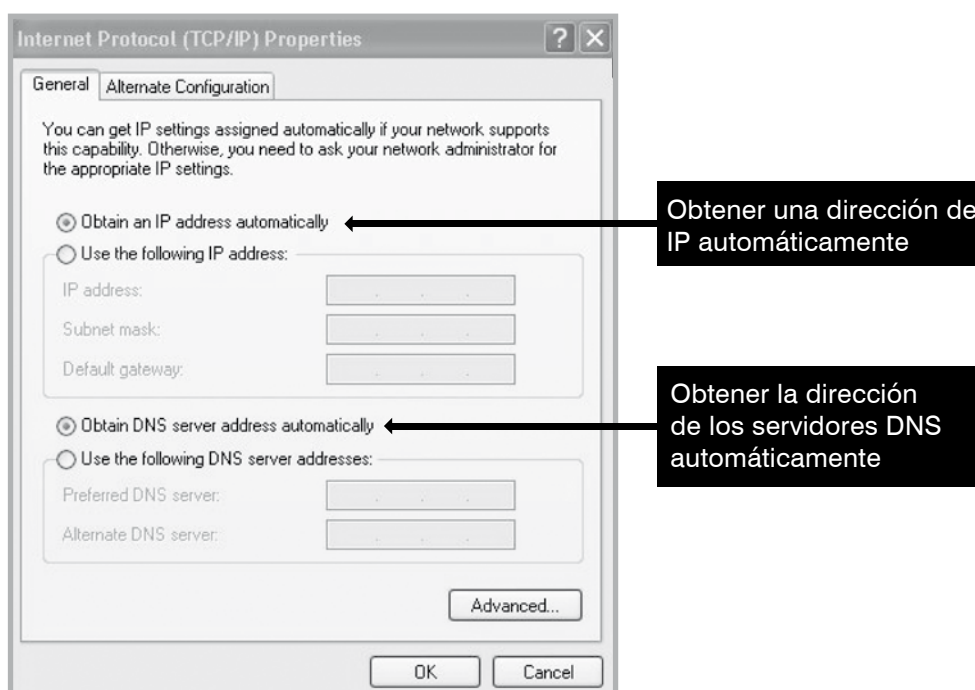 Internet Protocol (TCP/IP) Properties
General
Alternate Configuration
You can get IP settings assigned automatically if your network supports
this capability. Otherwise, you need to ask your network administrator for
the appropriate IP settings.
Obtain an IP address automatically
Obtener una dirección de
IP automáticamente
Use the following IP address:
IP address:
Subnet mask:
Default gateway:
Obtain DNS server address automatically
Obtener la dirección
de los servidores DNS
automáticamente
Use the following DNS server addresses:
Preferred DNS server:
Alternate DNS server:
Advanced...
OK
Cancel